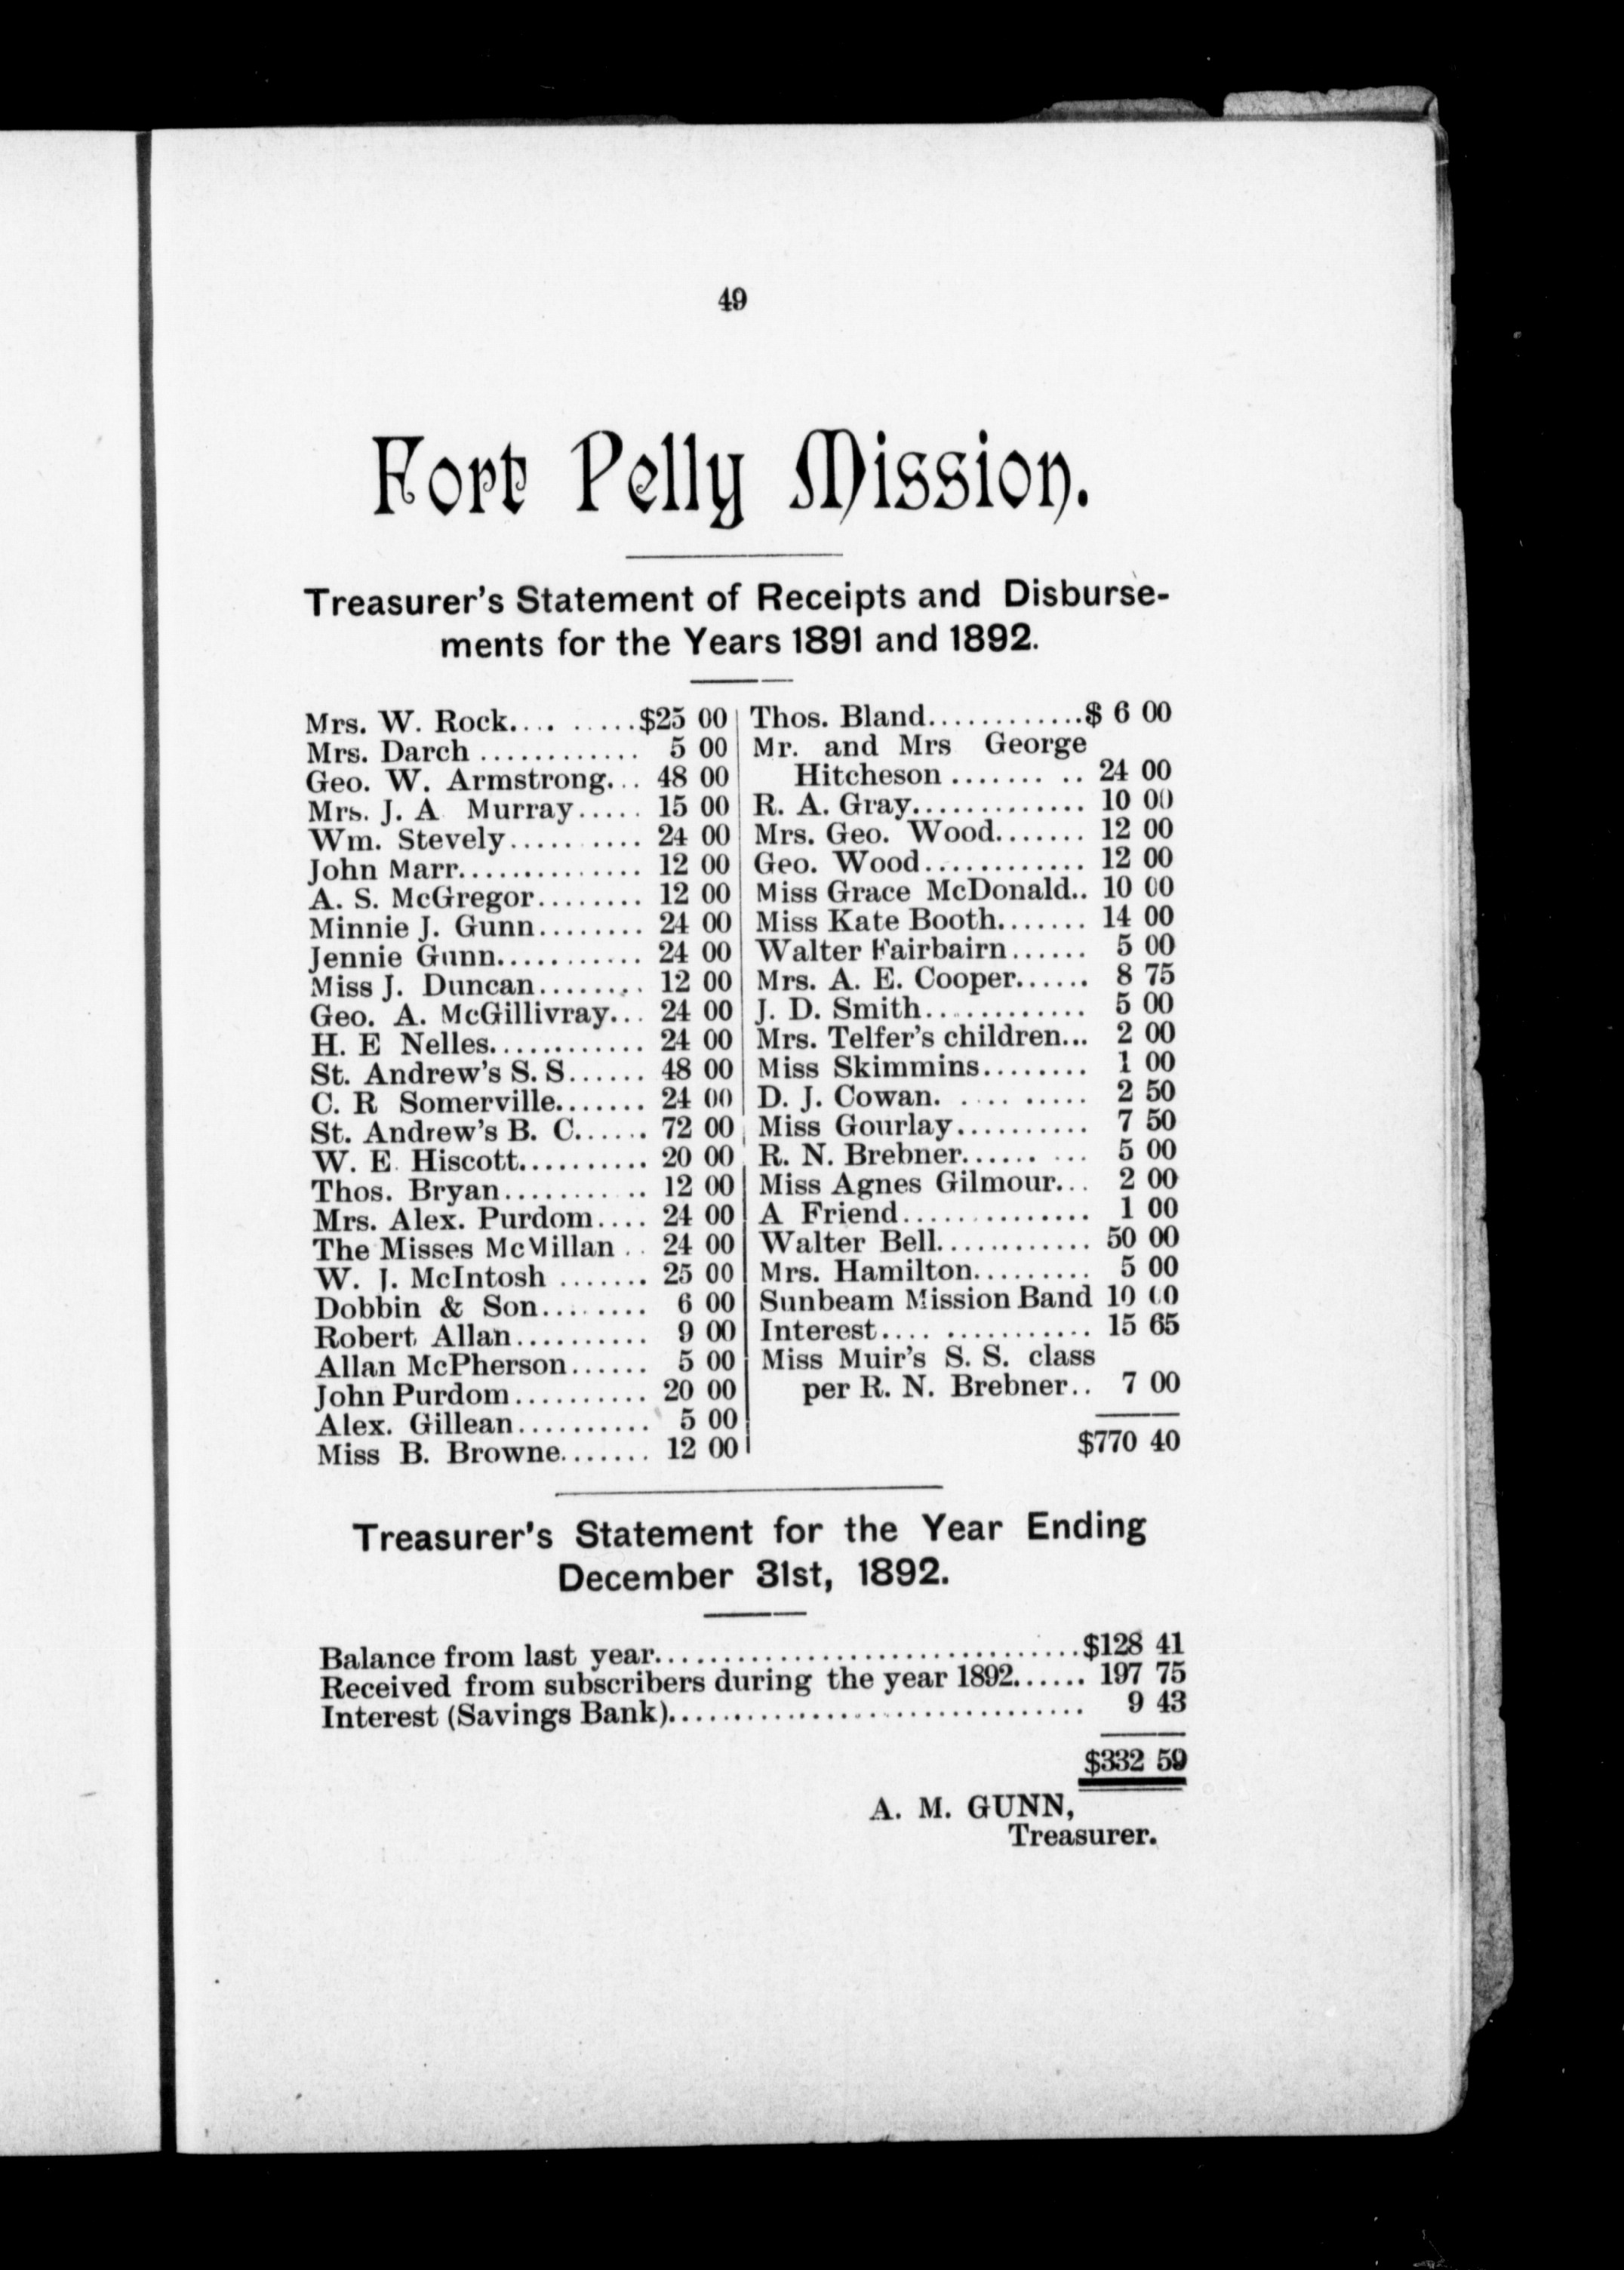 49
Fort Pelly Mission.
Treasurer's Statement of Receipts and Disburse-
ments for the Years 1891 and 1892.
Mrs. W. Rock.... .....$25 00
Mrs. Darch ............ 5 00
Geo. W. Armstrong... 48 00
Mrs. J. A Murray..... 15 00
Wm. Stevely.......... 24 00
John Marr.............. 12 00
A. S. McGregor........ 12 00
Minnie J. Gunn........ 24 00
Jennie Gunn........... 24 00
Miss J. Duncan........ 12 00
Geo. A. McGillivray... 24 00
H. E Nelles............ 24 00
St. Andrew's S. S...... 48 00
C. R Somerville....... 24 00
St. Andrew's B. C...... 72 00
W. E. Hiscott.......... 20 00
Thos. Bryan........... 12 00
Mrs. Alex. Purdom.... 24 00
The Misses McMillan .. 24 00
W. J. McIntosh ....... 25 00
Dobbin & Son........ 6 00
Robert Allan.......... 9 00
Allan McPherson...... 5 00
John Purdom.......... 20 00
Alex. Gillean........... 5 00
Miss B. Browne....... 12 00
Thos. Bland............$ 6 00
Mr. and Mrs George
Hitcheson ....... .. 24 00
R. A. Gray............. 10 00
Mrs. Geo. Wood....... 12 00
Geo. Wood............ 12 00
Miss Grace McDonald.. 10 00
Miss Kate Booth....... 14 00
Walter Fairbairn...... 5 00
Mrs. A. E. Cooper...... 8 75
J. D. Smith............ 5 00
Mrs. Telfer's children... 2 00
Miss Skimmins........ 1 00
D. J. Cowan. .... ..... 2 50
Miss Gourlay.......... 7 50
R. N. Brebner...... ... 5 00
Miss Agnes Gilmour... 2 00
A Friend.............. 1 00
Walter Bell............ 50 00
Mrs. Hamilton......... 5 00
Sunbeam Mission Band 10 00
Interest.... ........... 15 65
Miss Muir's S. S. class
per R. N. Brebner.. 7 00
$770 40
Treasurer's Statement for the Year Ending
December 31st, 1892.
Balance from last year................................$128 41
Received from subscribers during the year 1892...... 197 75
Interest (Savings Bank)................................ 9 43
$332 59
A. M. GUNN,
Treasurer.